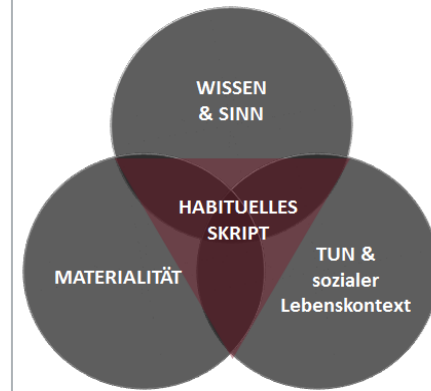 WISSEN
& SINN
HABITUELLES
SKRIPT
MATERIALITÄT
TUN &
sozialer
Lebenskontext